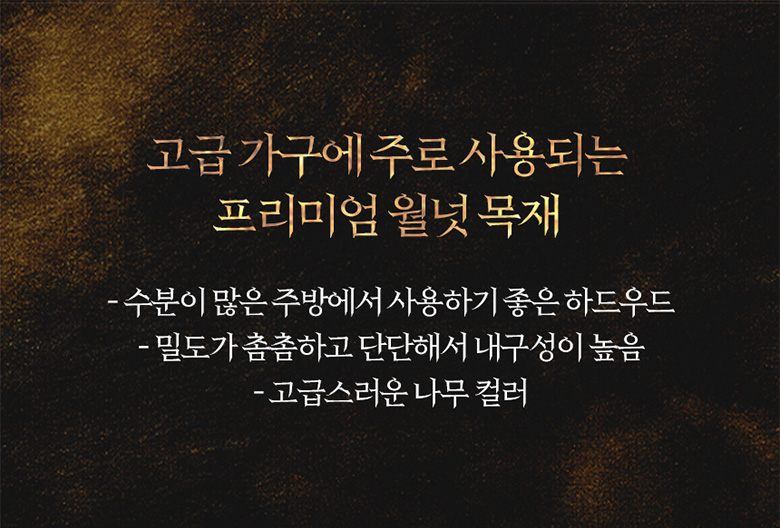 고급 가구에 주로 사용되는
프리미엄 월넛 목재
- 수분이 많은 주방에서 사용하기 좋은 하드우드
- 밀도가 촘촘하고 단단해서 내구성이 높음
- 고급스러운 나무 컬러